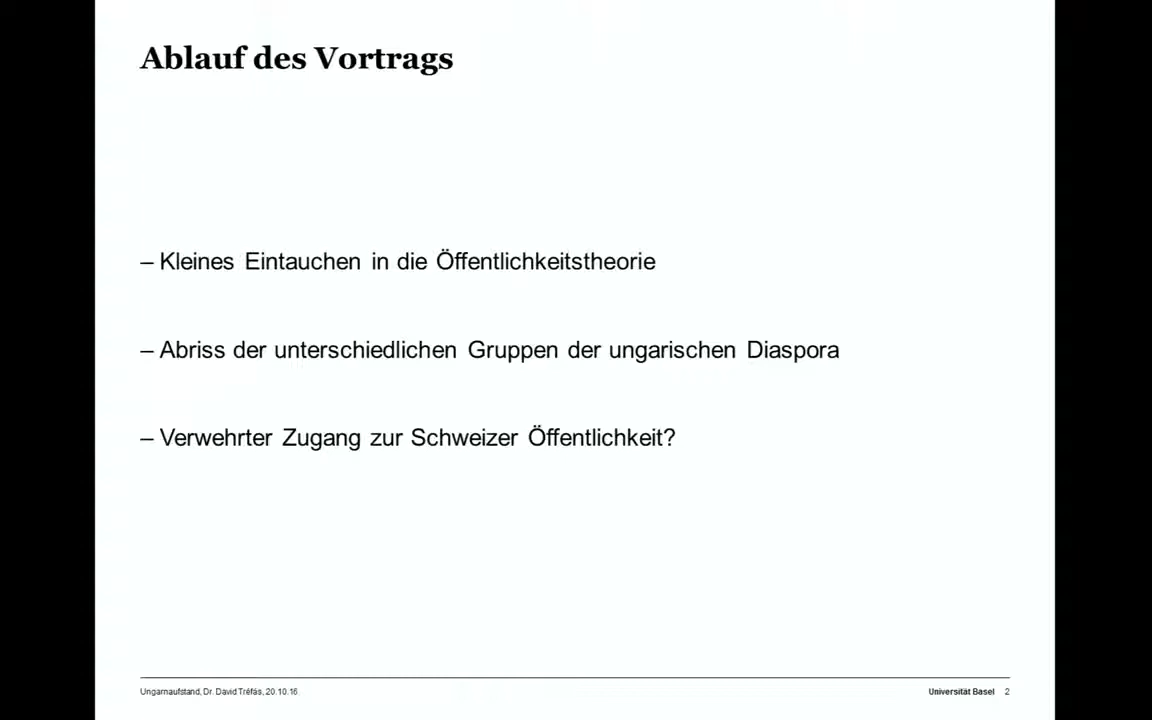 Ablauf des Vortrags
– Kleines Eintauchen in die Öffentlichkeitstheorie
– Abriss der unterschiedlichen Gruppen der ungarischen Diaspora
– Verwehrter Zugang zur Schweizer Öffentlichkeit?
Ungarnaufstand, Dr. David Tréfás, 20.10.16
Universität Basel 2